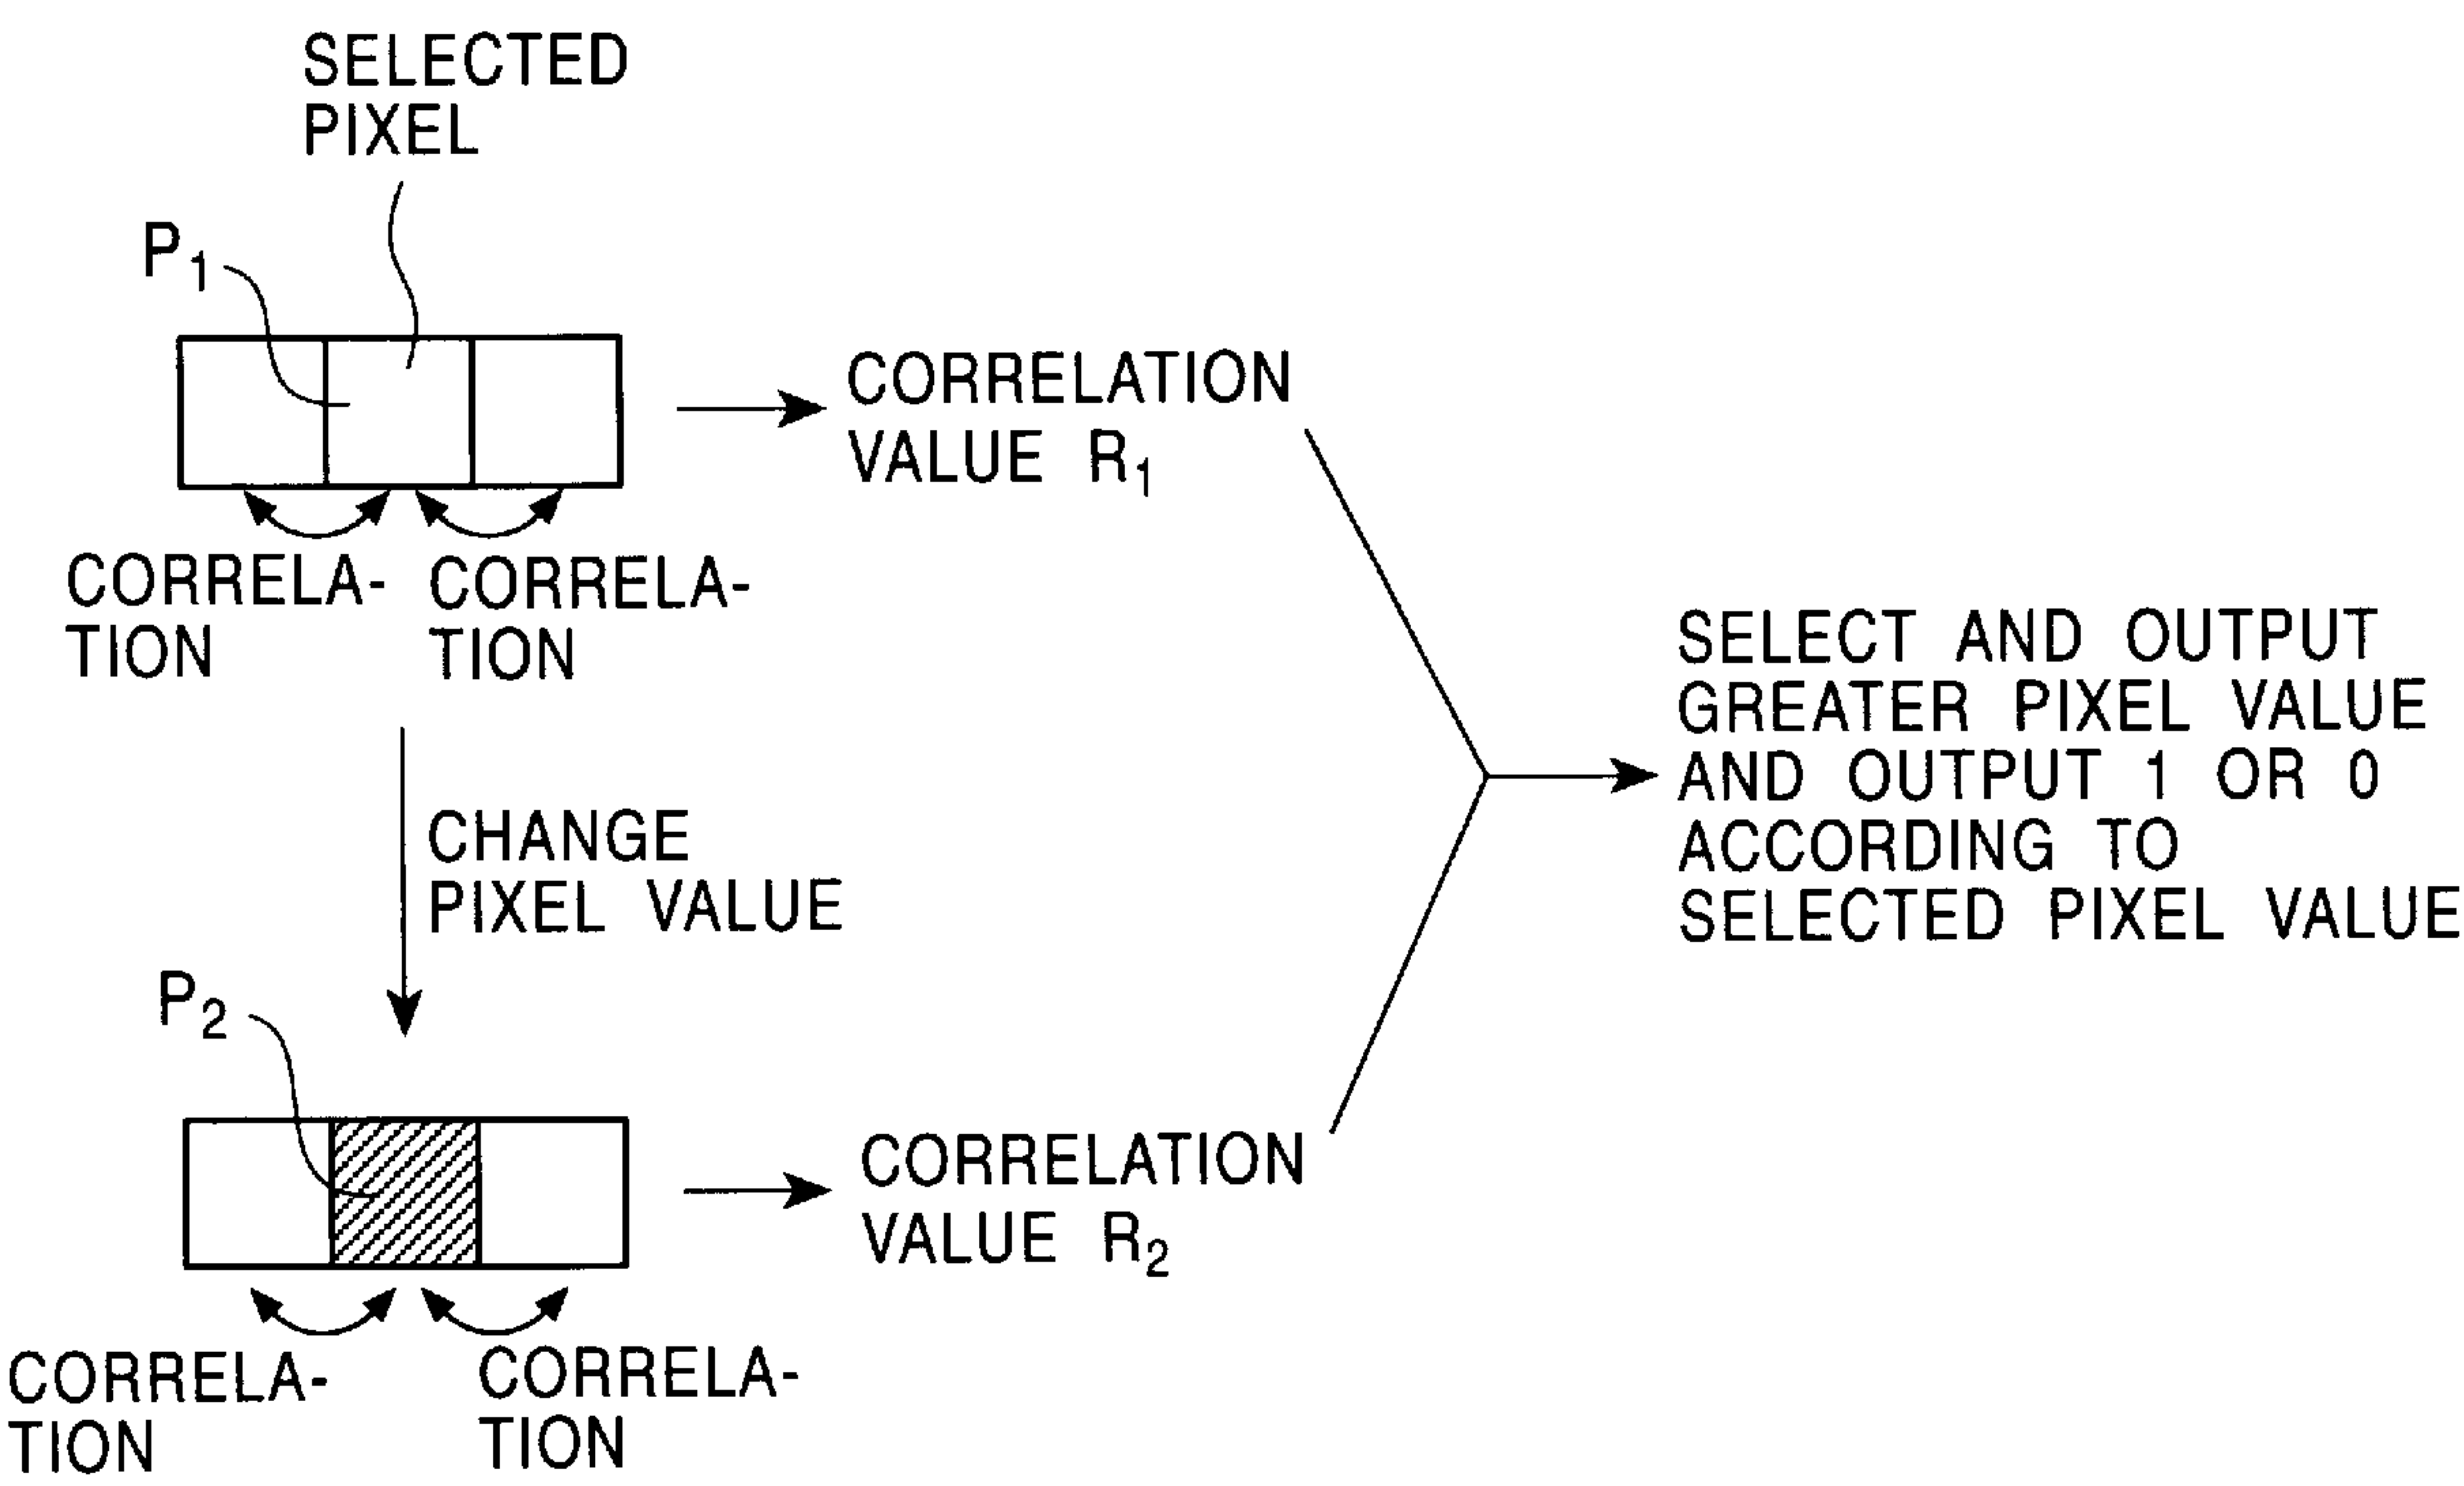 SELECTED
PIXEL
P1
CORRELATION
VALUE R1
CORRELA-
TION
CORRELA-
TION
SELECT AND OUTPUT
GREATER PIXEL VALUE
AND OUTPUT 1 OR 0
ACCORDING TO
SELECTED PIXEL VALUE
CHANGE
PIXEL VALUE
P2
CORRELATION
VALUE R2
CORRELA-
TION
CORRELA-
TION